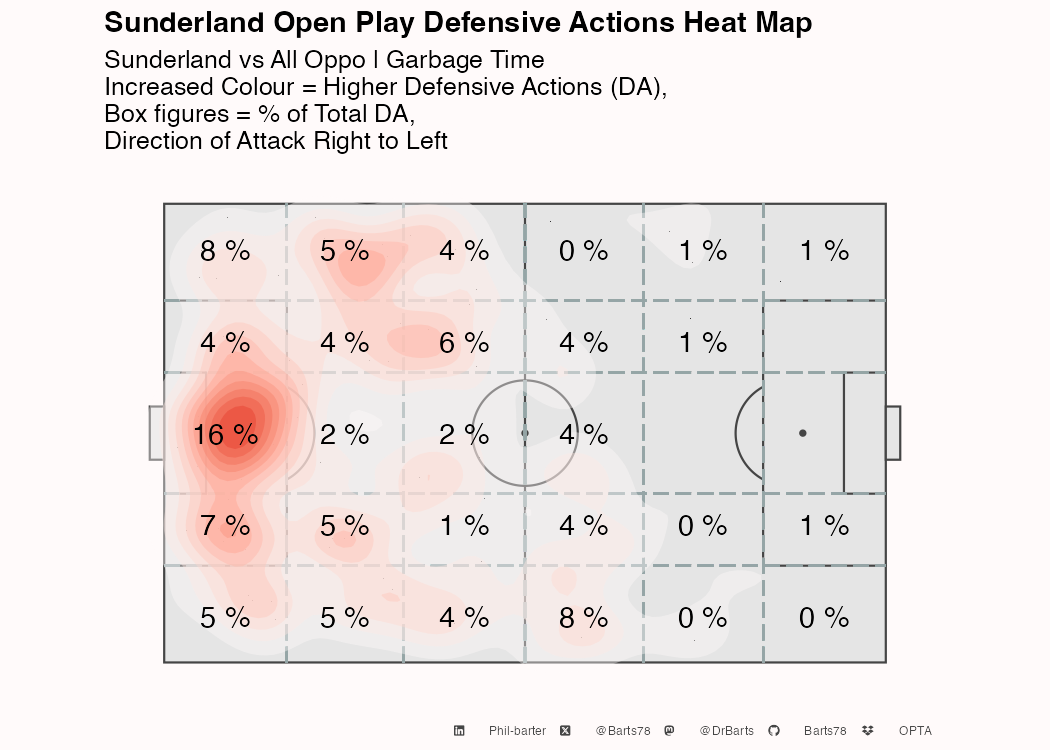 Sunderland Open Play Defensive Actions Heat Map
Sunderland vs All Oppo | Garbage Time
Increased Colour = Higher Defensive Actions (DA),
Box figures = % of Total DA,
Direction of Attack Right to Left
8 % 5 % 4 % 0 % 1 % 1 %
4 % 4 % 6 % 4 % 1 %
16 % 2 % 2 % 4 %
7 % 5 % 1 % 4 % 0 % 1 %
5 % 5 % 4 % 8 % 0 % 0 %
Phil-barter @Barts78 @DrBarts Barts78 OPTA